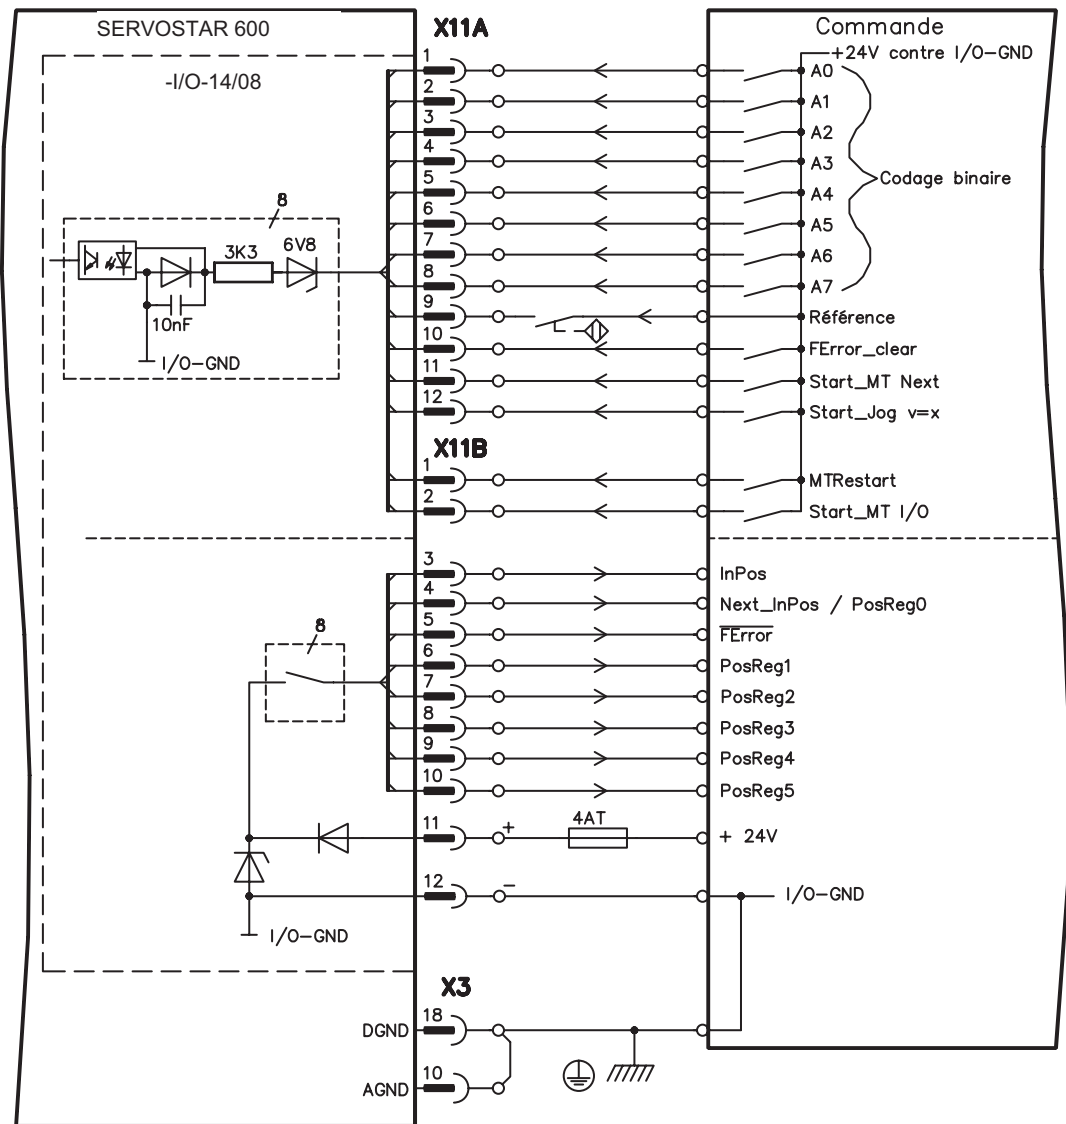 SERVOSTAR 600
X11A
Commande
+24V contre I/O-GND
-I/O-14/08
1
A0
2
A1
3
A2
4
A3
Codage binaire
5
A4
6
A5
7
A6
8
A7
8
3K3
6V8
10nF
I/O-GND
9
Référence
10
FError_clear
11
Start_MT Next
12
Start_Jog v=x
X11B
1
MTRestart
2
Start_MT I/O
3
InPos
4
Next_InPos / PosReg0
5
FError
8
6
PosReg1
7
PosReg2
8
PosReg3
9
PosReg4
10
PosReg5
11
+
4AT
+ 24V
12
-
I/O-GND
I/O-GND
X3
DGND
18
AGND
10